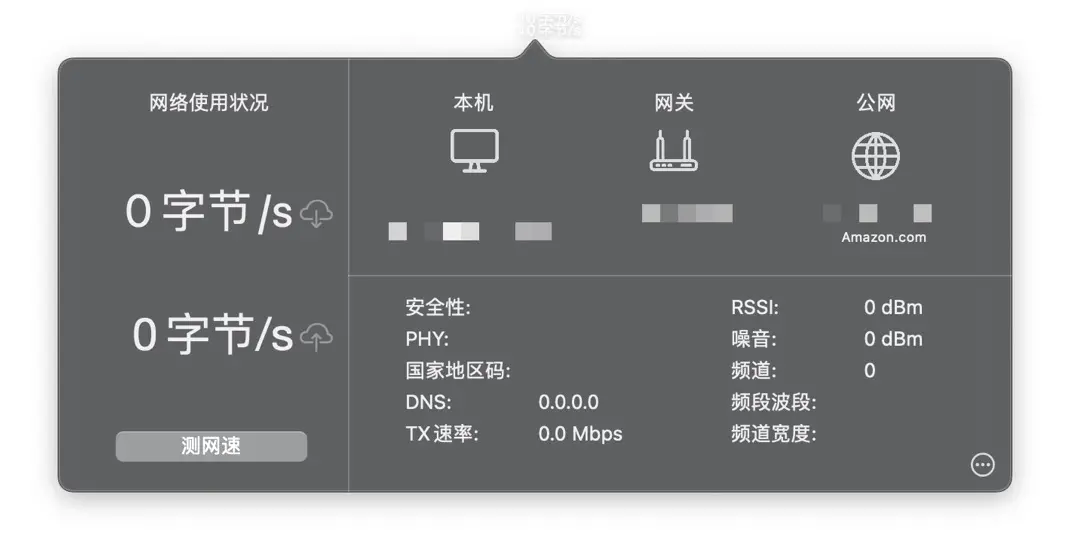 网络使用状况
0 字节/s
0 字节/s
测网速
本机
网关
公网
Amazon.com
安全性:
PHY:
国家地区码:
DNS: 0.0.0.0
TX 速率: 0.0 Mbps
RSSI: 0 dBm
噪音: 0 dBm
频道: 0
频段波段:
频道宽度: